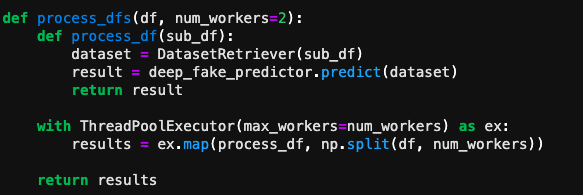 def process_dfs(df, num_workers=2):
    def process_df(sub_df):
        dataset = DatasetRetriever(sub_df)
        result = deep_fake_predictor.predict(dataset)
        return result

    with ThreadPoolExecutor(max_workers=num_workers) as ex:
        results = ex.map(process_df, np.split(df, num_workers))

    return results